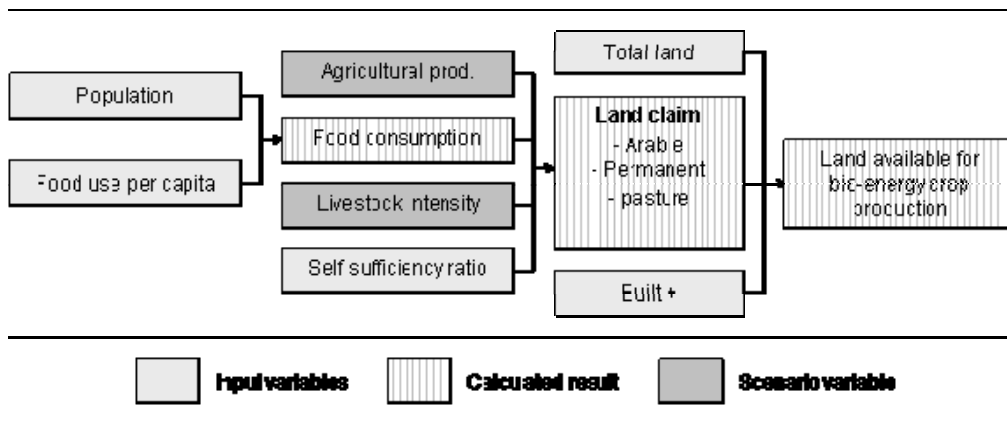 Population
Food use per capita
Agricultural prod.
Food consumption
Livestock intensity
Self sufficiency ratio
Total land
Land claim
- Arable
- Permanent
- pasture
Built +
Land available for
bio-energy crop
production
Input variables
Calculated result
Scenario variable